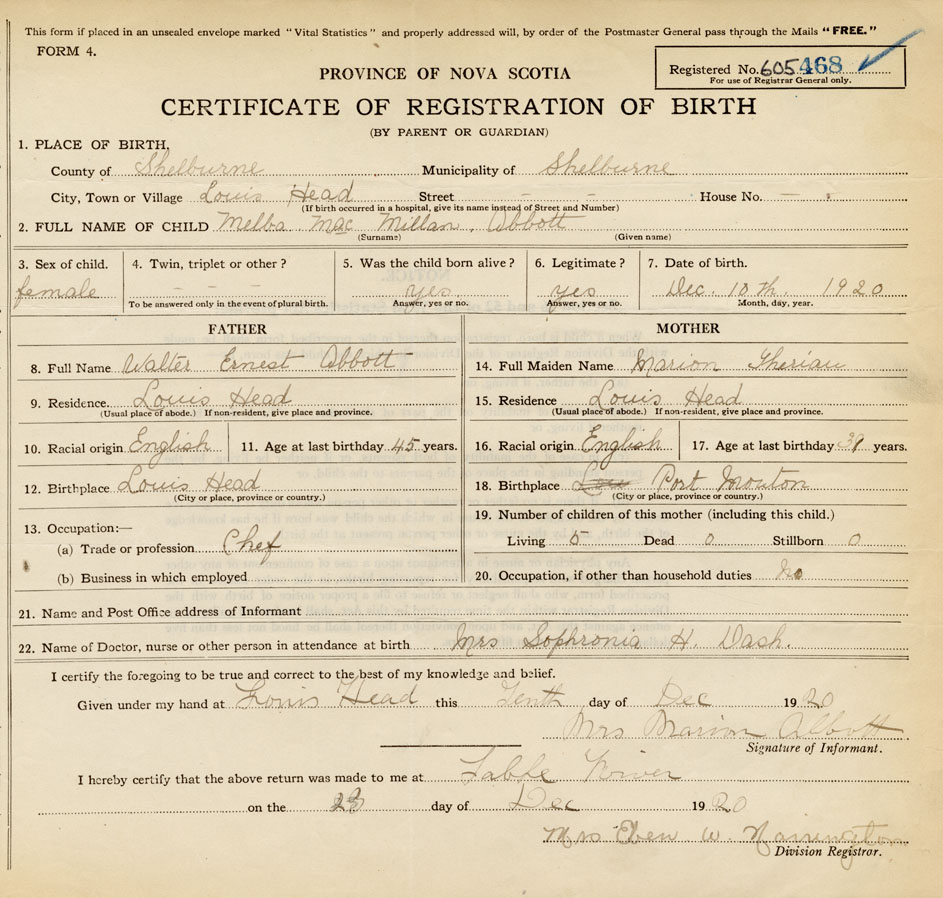 This form if placed in an unsealed envelope marked "Vital Statistics" and properly addressed will, by order of the Postmaster General pass through the Mails "FREE."
FORM 4.
Registered No. 605468
For use of Registrar General only.
PROVINCE OF NOVA SCOTIA
CERTIFICATE OF REGISTRATION OF BIRTH
(BY PARENT OR GUARDIAN)
1. PLACE OF BIRTH.
County of Shelburne Municipality of Shelburne
City, Town or Village Louis Head Street - - - House No. - -
(If birth occurred in a hospital, give its name instead of Street and Number)
2. FULL NAME OF CHILD Melba Mac Millan. Abbott
(Surname) (Given name)
3. Sex of child. 4. Twin, triplet or other? 5. Was the child born alive? 6. Legitimate? 7. Date of birth.
female - - - yes yes Dec. 10th. 1920
To be answered only in the event of plural birth. Answer, yes or no. Answer, yes or no. Month, day, year.
FATHER
8. Full Name Walter Ernest Abbott
9. Residence. Louis Head
(Usual place of abode.) If non-resident, give place and province.
10. Racial origin English 11. Age at last birthday 45 years.
12. Birthplace Louis Head
(City or place, province or country.)
13. Occupation:—
(a) Trade or profession Chef
(b) Business in which employed
MOTHER
14. Full Maiden Name Marion Therian
15. Residence Louis Head
(Usual place of abode.) If non-resident, give place and province.
16. Racial origin English 17. Age at last birthday years.
18. Birthplace Port Mouton
(City or place, province or country.)
19. Number of children of this mother (including this child.)
Living 5 Dead 0 Stillborn 0
20. Occupation, if other than household duties No
21. Name and Post Office address of Informant
22. Name of Doctor, nurse or other person in attendance at birth Mrs Sophronia H. Dash.
I certify the foregoing to be true and correct to the best of my knowledge and belief.
Given under my hand at Louis Head this Tenth day of Dec 1920
Mrs Marion Abbott
Signature of Informant.
I hereby certify that the above return was made to me at Sable River
on the 23 day of Dec 1920
Mrs Eben W. Harrington
Division Registrar.